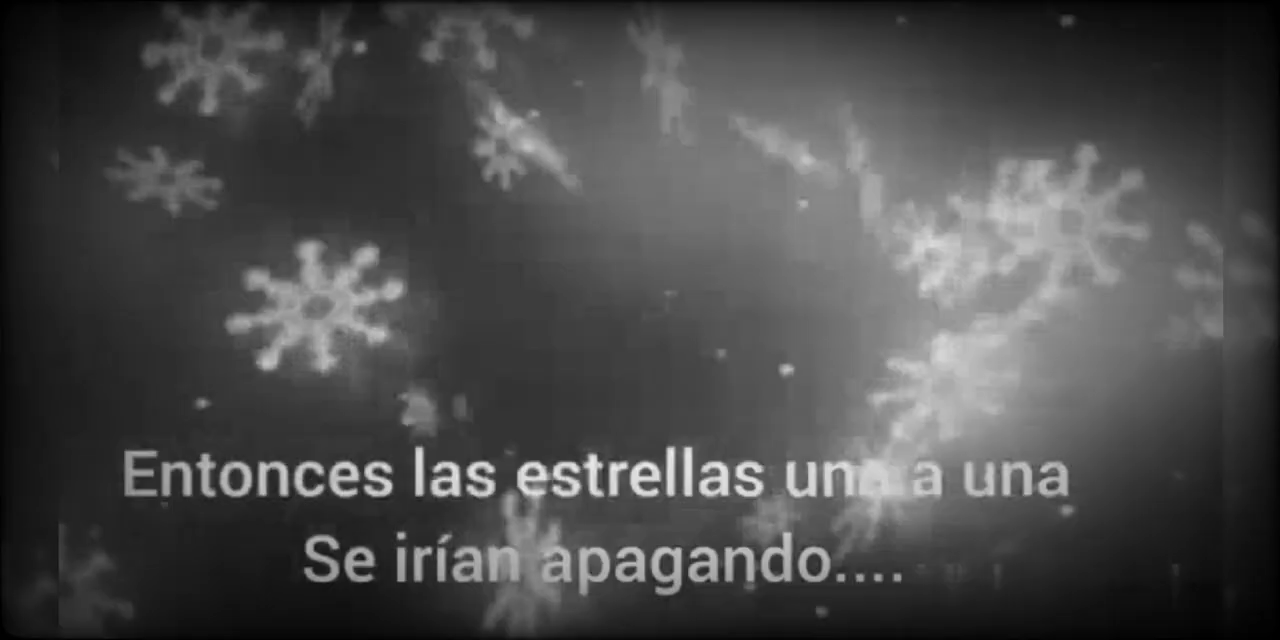 Entonces las estrellas una a una
Se irían apagando....